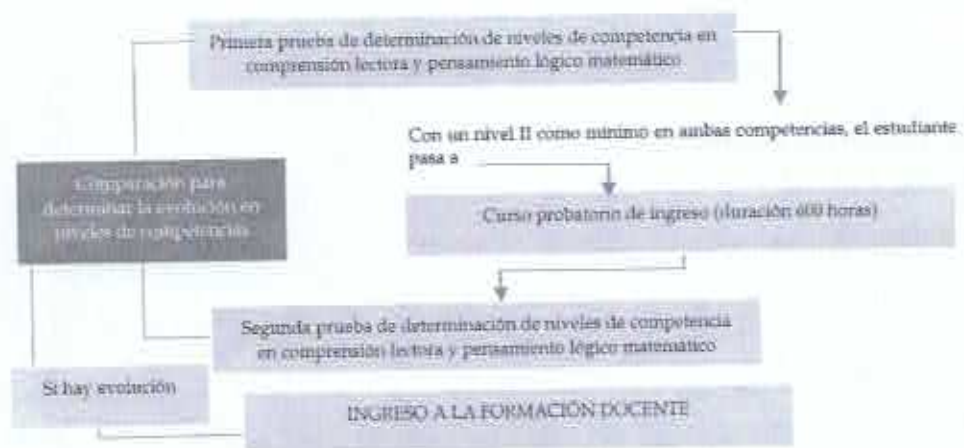 Primera prueba de determinación de niveles de competencia en
comprensión lectora y pensamiento lógico matemático
Con un nivel II como mínimo en ambas competencias, el estudiante
pasa a
Comparación para
determinar la evolución en
niveles de competencia
Curso probatorio de ingreso (duración 600 horas)
Segunda prueba de determinación de niveles de competencia
en comprensión lectora y pensamiento lógico matemático
Si hay evolución
INGRESO A LA FORMACIÓN DOCENTE